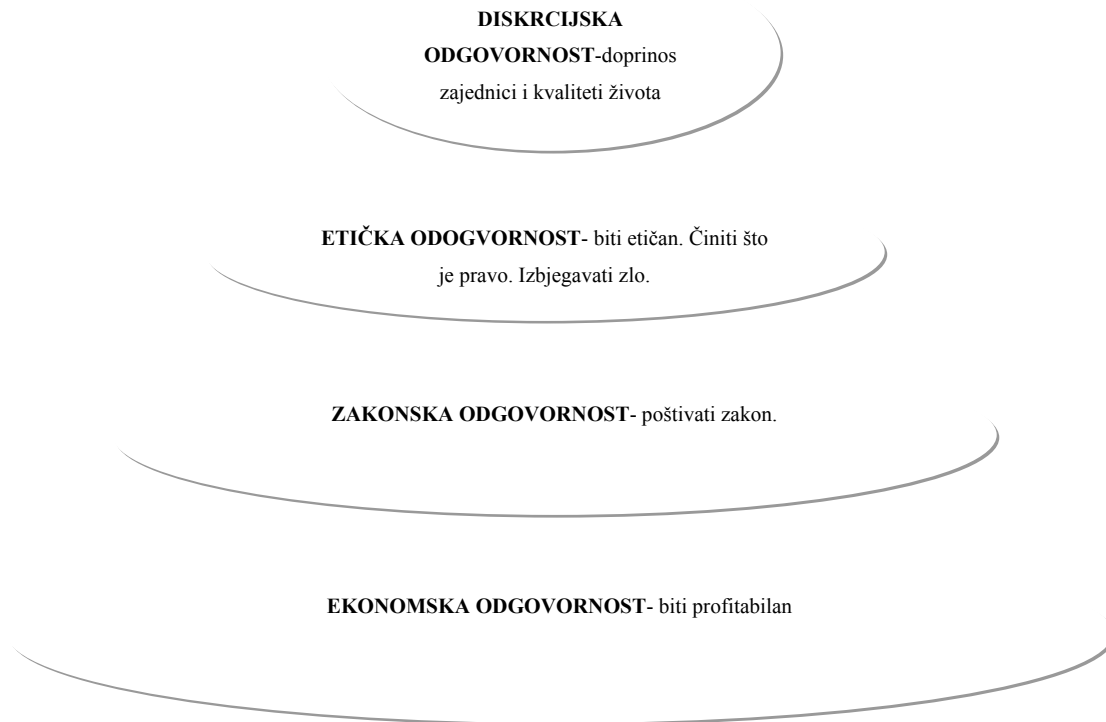 DISKRCIJSKA
ODGOVORNOST-doprinos
zajednici i kvaliteti života
ETIČKA ODOGVORNOST- biti etičan. Činiti što
je pravo. Izbjegavati zlo.
ZAKONSKA ODGOVORNOST- poštivati zakon.
EKONOMSKA ODGOVORNOST- biti profitabilan